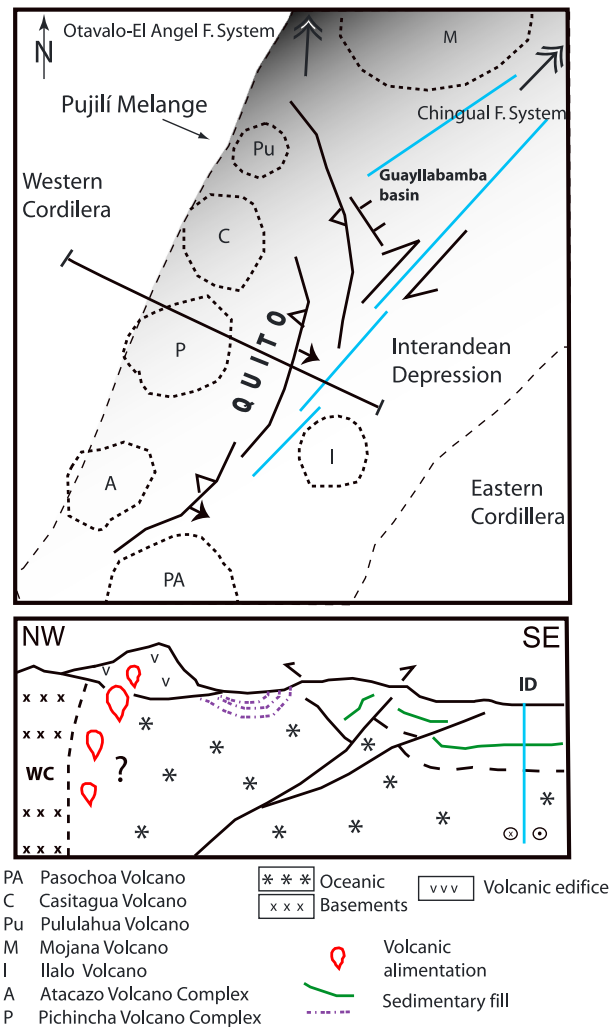 Otavalo-El Angel F. System
N
M
Pujilí Melange
Chingual F. System
Pu
Western
Cordilera
Guayllabamba
basin
C
QUITO
P
Interandean
Depression
I
A
Eastern
Cordillera
PA
NW
SE
v
v
v
ID
x x x
x x x
WC
?
x x x
x x x
x
PA Pasochoa Volcano
C Casitagua Volcano
Pu Pululahua Volcano
M Mojana Volcano
I Ilalo Volcano
A Atacazo Volcano Complex
P Pichincha Volcano Complex
* * * Oceanic
x x x Basements
v v v Volcanic edifice
Volcanic
alimentation
Sedimentary fill